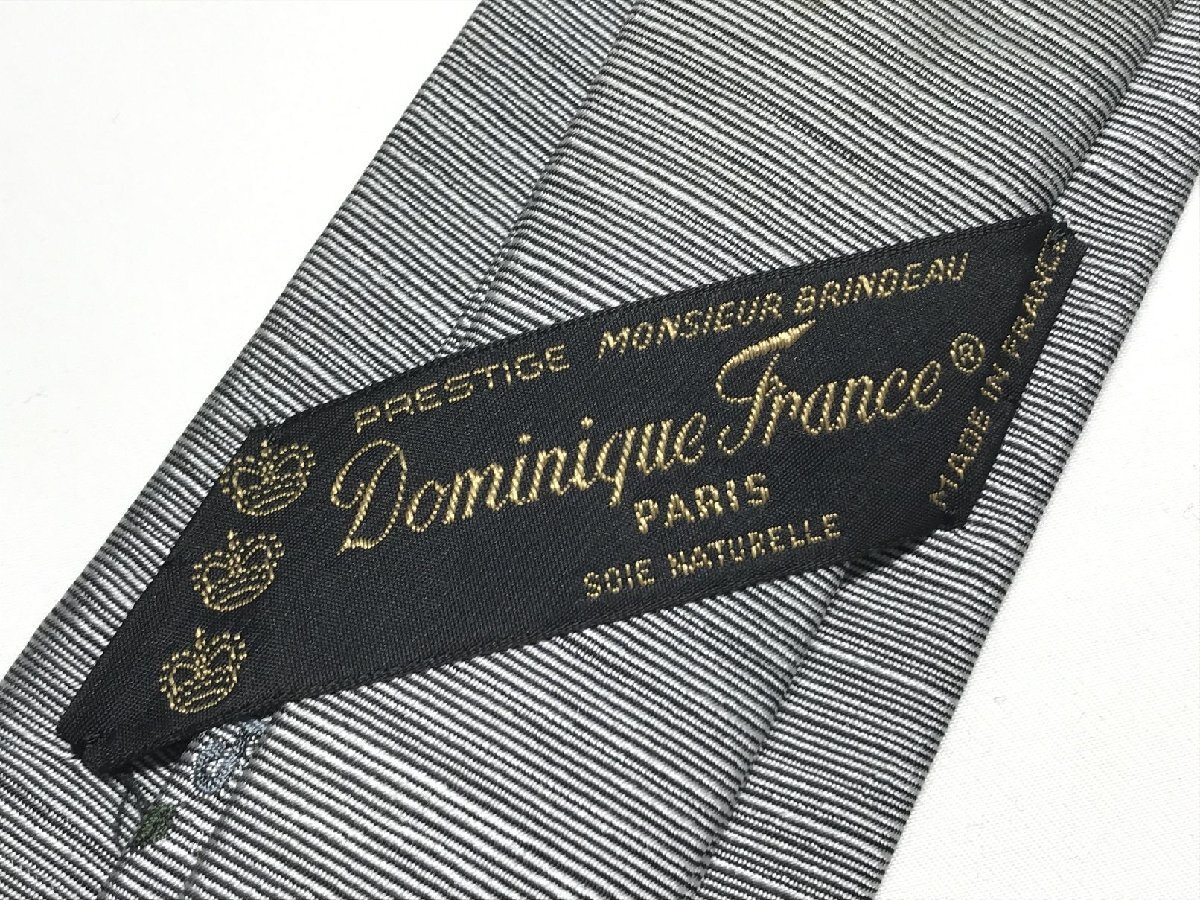 PRESTIGE MONSIEUR BRINDEAU
Dominique France®
PARIS
SOIE NATURELLE
MADE IN FRANCE